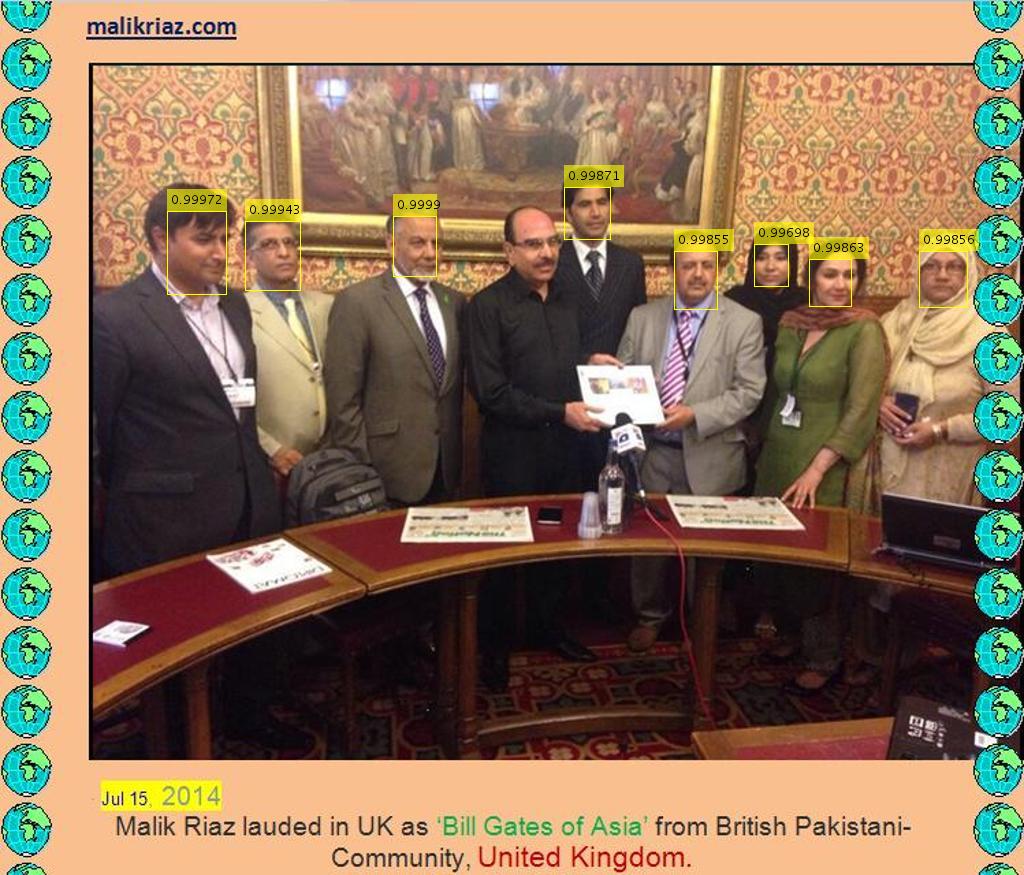 malikriaz.com
0.99871
0.99972
0.99943
0.9999
0.99855
0.99698
0.99863
0.99856
Jul 15, 2014
Malik Riaz lauded in UK as ‘Bill Gates of Asia’ from British Pakistani-
Community, United Kingdom.